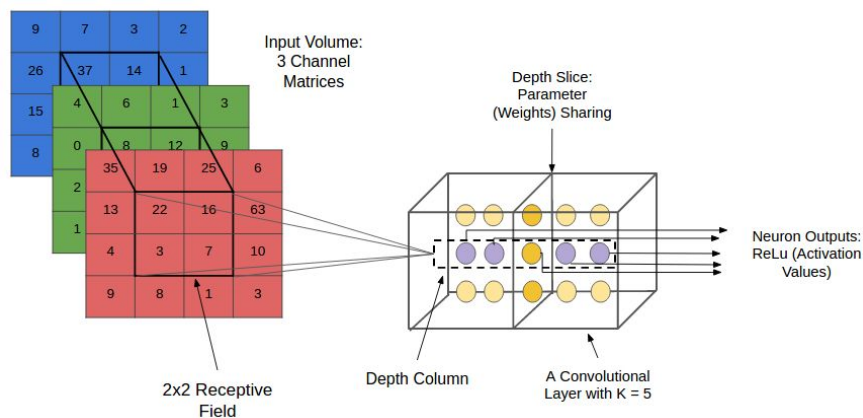 9 7 3 2
26 37 14 1
15
8
4 6 1 3
0 8 12 9
2
1
35 19 25 6
13 22 16 63
4 3 7 10
9 8 1 3
Input Volume:
3 Channel
Matrices
2x2 Receptive
Field
Depth Slice:
Parameter
(Weights) Sharing
Depth Column
A Convolutional
Layer with K = 5
Neuron Outputs:
ReLu (Activation
Values)